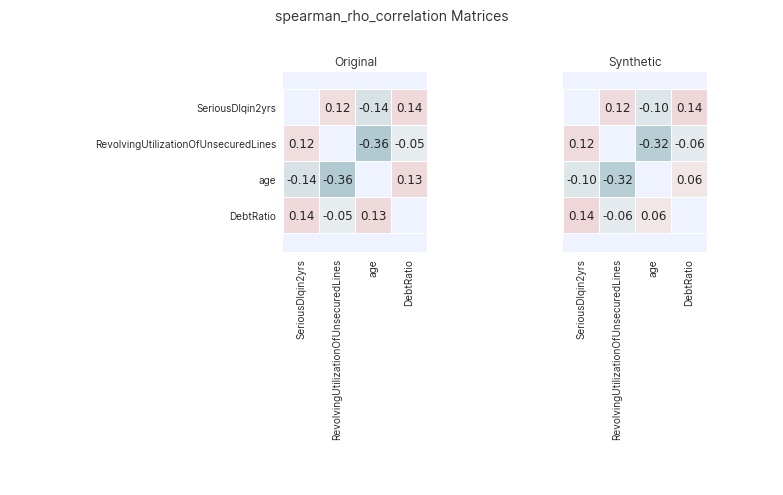 spearman_rho_correlation Matrices
Original
Synthetic
SeriousDlqin2yrs 0.12 -0.14 0.14 0.12 -0.10 0.14
RevolvingUtilizationOfUnsecuredLines 0.12 -0.36 -0.05 0.12 -0.32 -0.06
age -0.14 -0.36 0.13 -0.10 -0.32 0.06
DebtRatio 0.14 -0.05 0.13 0.14 -0.06 0.06
SeriousDlqin2yrs
RevolvingUtilizationOfUnsecuredLines
age
DebtRatio
SeriousDlqin2yrs
RevolvingUtilizationOfUnsecuredLines
age
DebtRatio